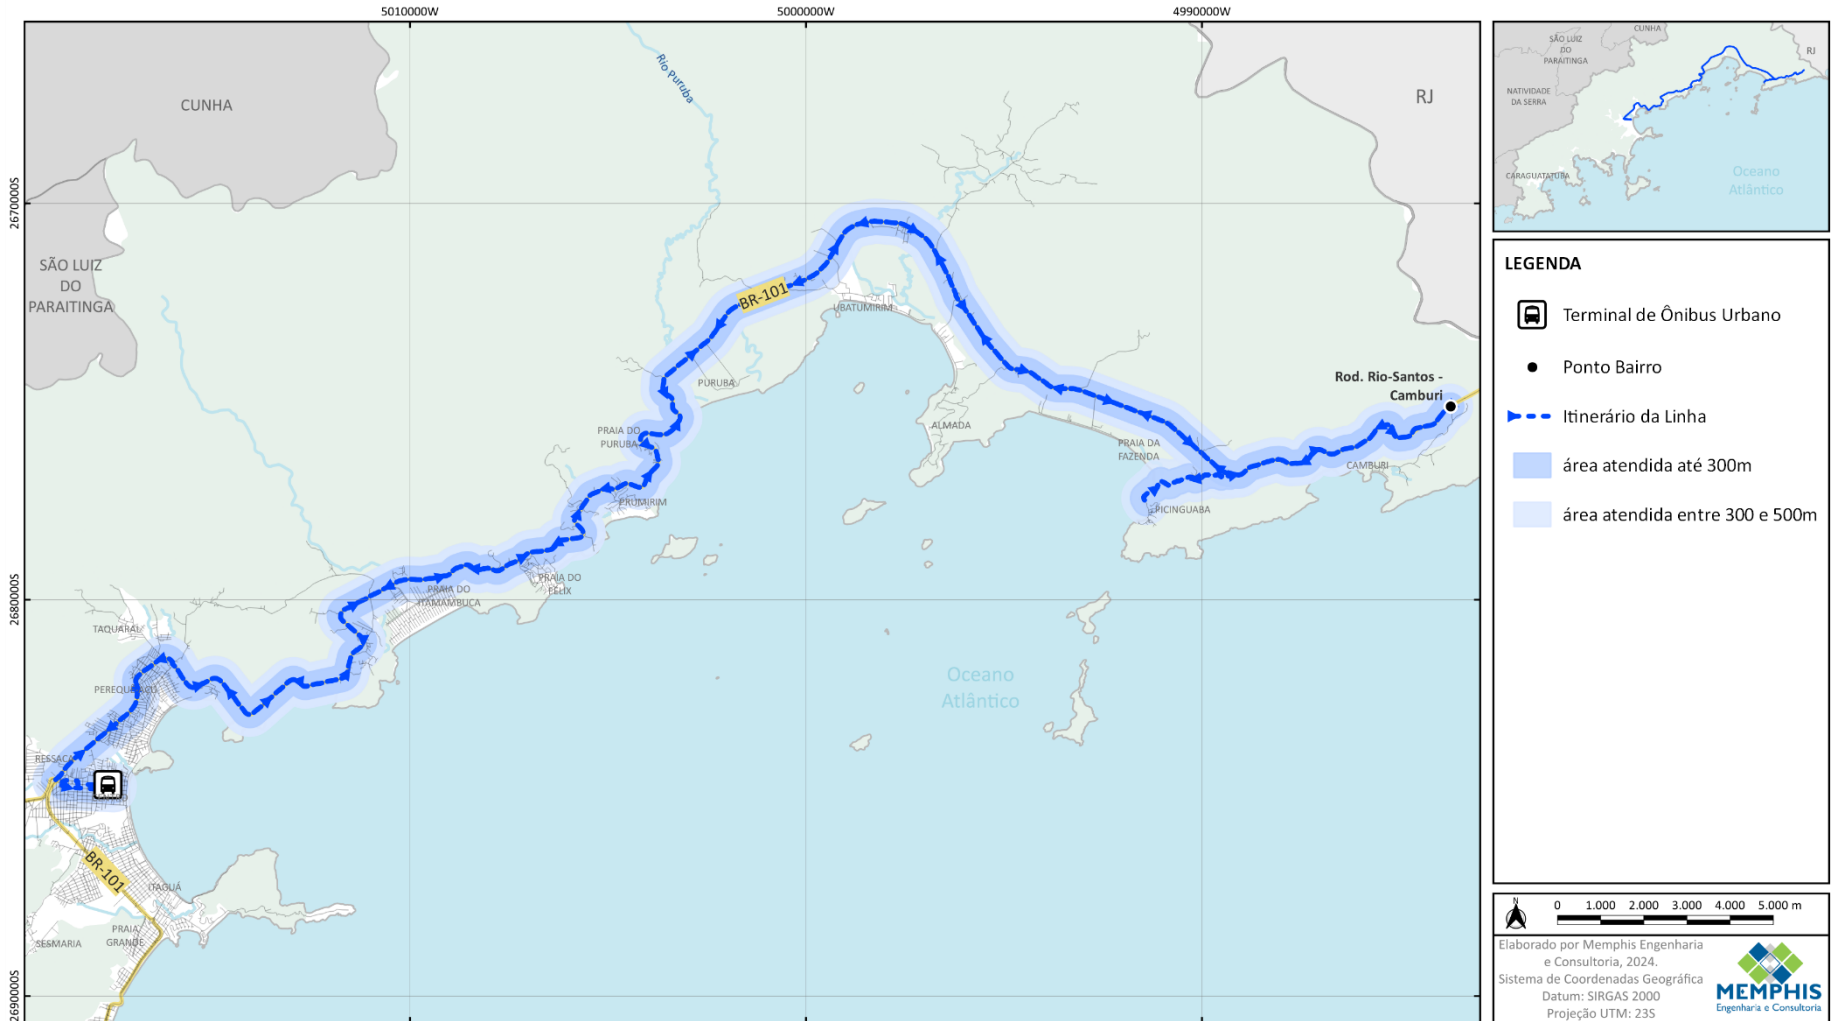 5010000W
5000000W
4990000W
2670000S
2680000S
2690000S
CUNHA
SÃO LUIZ
DO
PARAITINGA
Rio Puruba
RJ
BR-101
UBATUMIRIM
PURUBA
PRAIA DO
PURUBA
ALMADA
PRAIA DA
FAZENDA
Rod. Rio-Santos -
Camburi
CAMBURI
PICINGUABA
PRUMIRIM
PRAIA DO
FÉLIX
PRAIA DO
ITAMAMBUCA
TAQUARAL
PEREQUÊ-AÇU
RESSACA
BR-101
ITAGUÁ
PRAIA
GRANDE
SESMARIA
Oceano
Atlântico
CUNHA
SÃO LUIZ
DO
PARAITINGA
RJ
NATIVIDADE
DA SERRA
CARAGUATATUBA
Oceano
Atlântico
LEGENDA
Terminal de Ônibus Urbano
Ponto Bairro
Itinerário da Linha
área atendida até 300m
área atendida entre 300 e 500m
N
0 1.000 2.000 3.000 4.000 5.000 m
Elaborado por Memphis Engenharia
e Consultoria, 2024.
Sistema de Coordenadas Geográfica
Datum: SIRGAS 2000
Projeção UTM: 23S
MEMPHIS
Engenharia e Consultoria